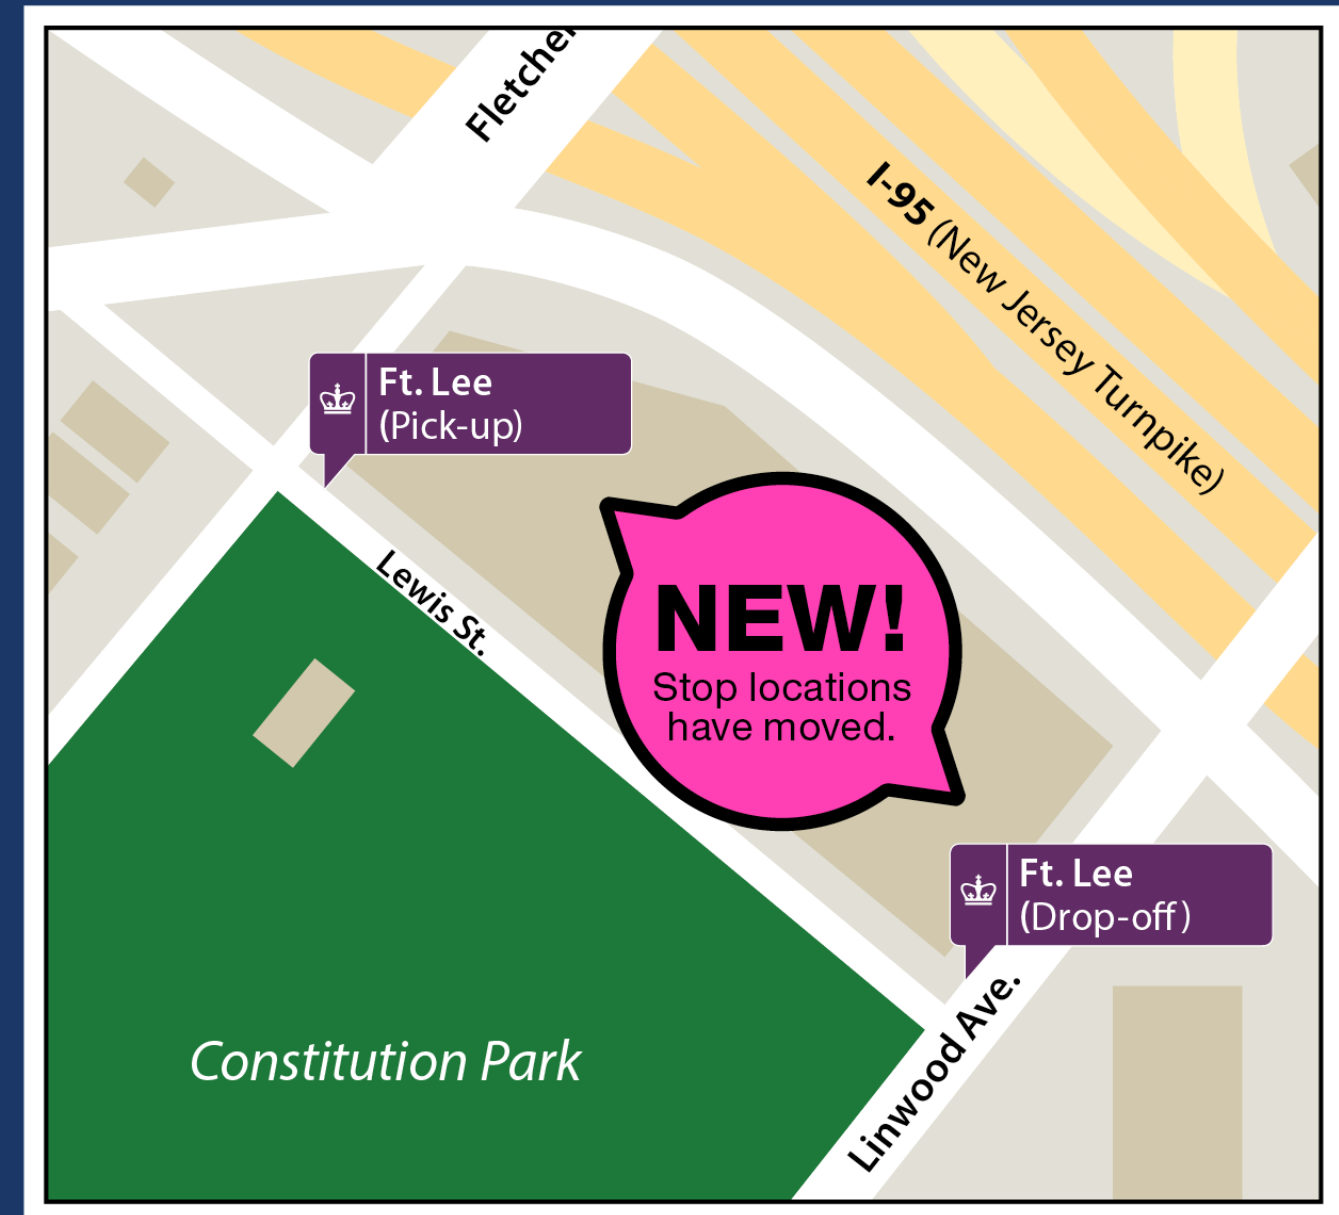 Fletcher
I-95 (New Jersey Turnpike)
Ft. Lee
(Pick-up)
Lewis St.
NEW!
Stop locations
have moved.
Ft. Lee
(Drop-off)
Linwood Ave.
Constitution Park